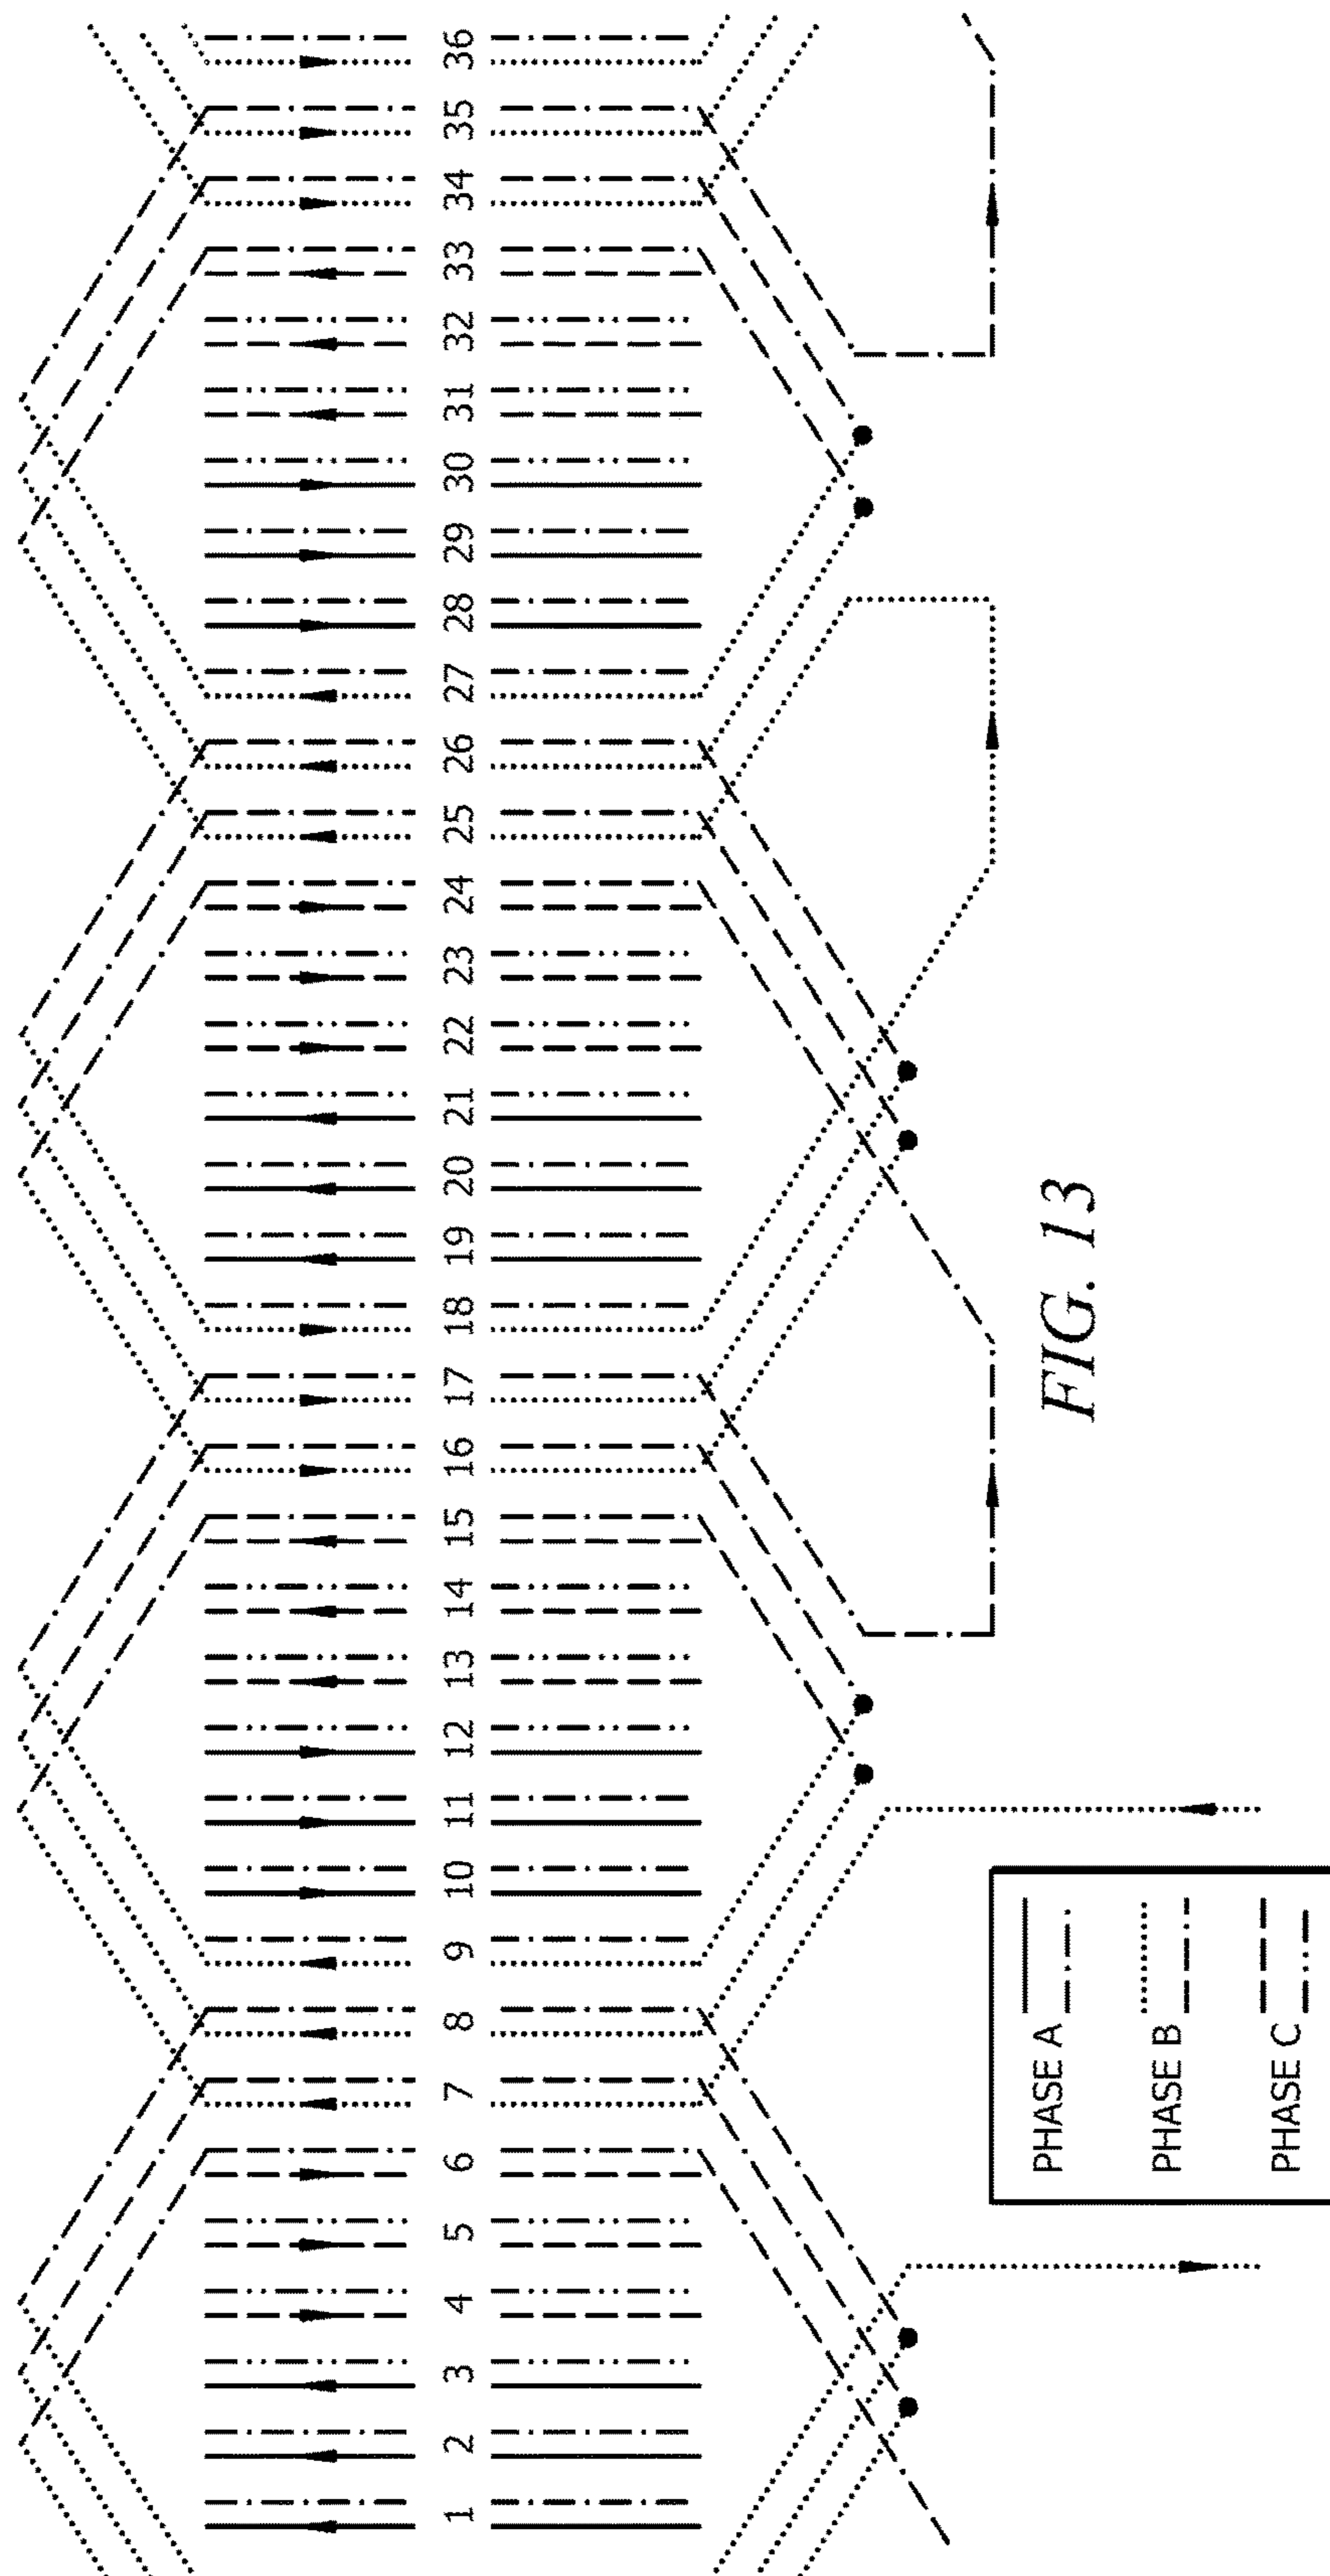 1 2 3 4 5 6 7 8 9 10 11 12 13 14 15 16 17 18 19 20 21 22 23 24 25 26 27 28 29 30 31 32 33 34 35 36
PHASE A
PHASE B
PHASE C
FIG. 13